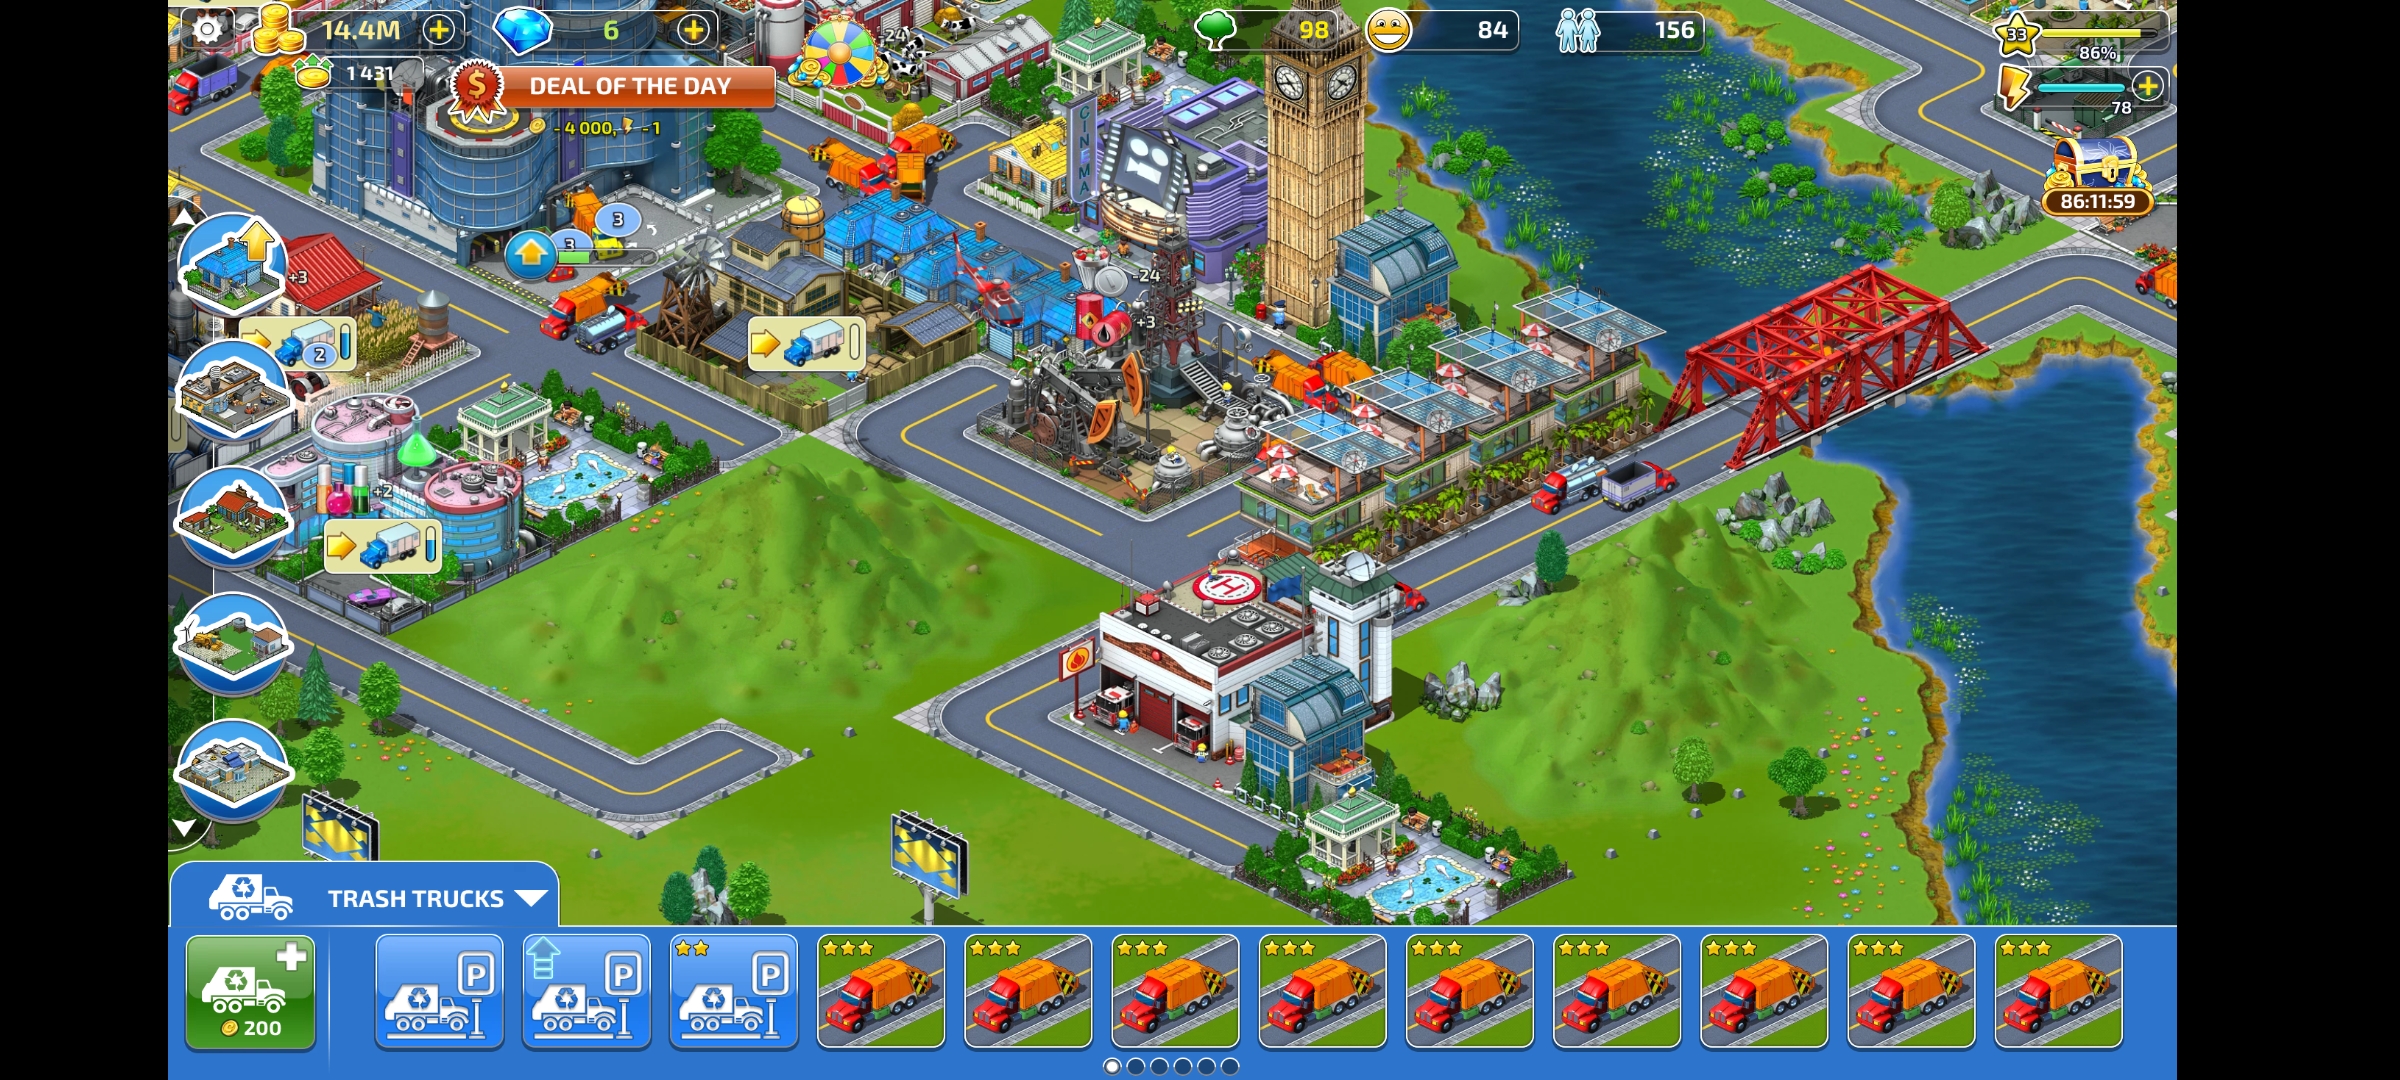 14.4M
6
98
84
156
33
86%
1 431
-24
DEAL OF THE DAY
78
- 4 000,
- 1
CINEMA
86:11:59
3
3
+3
-24
+3
2
+2
H
TRASH TRUCKS
P
P
P
200